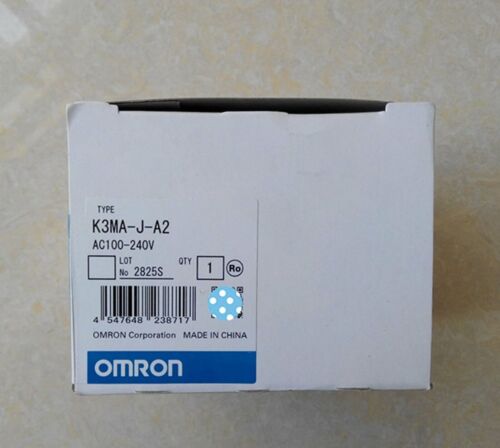 TYPE
K3MA-J-A2
AC100-240V
LOT No 2825S QTY 1 Ro
4 547648 238717
OMRON Corporation MADE IN CHINA
OMRON